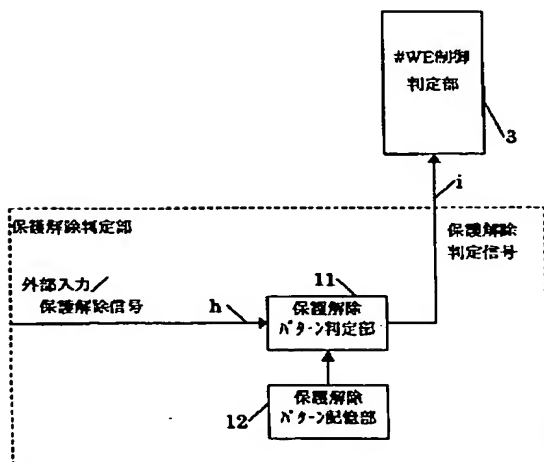 #WE制御
判定部
3
i
保護解除判定部
保護解除
判定信号
外部入力／
保護解除信号
h
11
保護解除
パターン判定部
12
保護解除
パターン記憶部